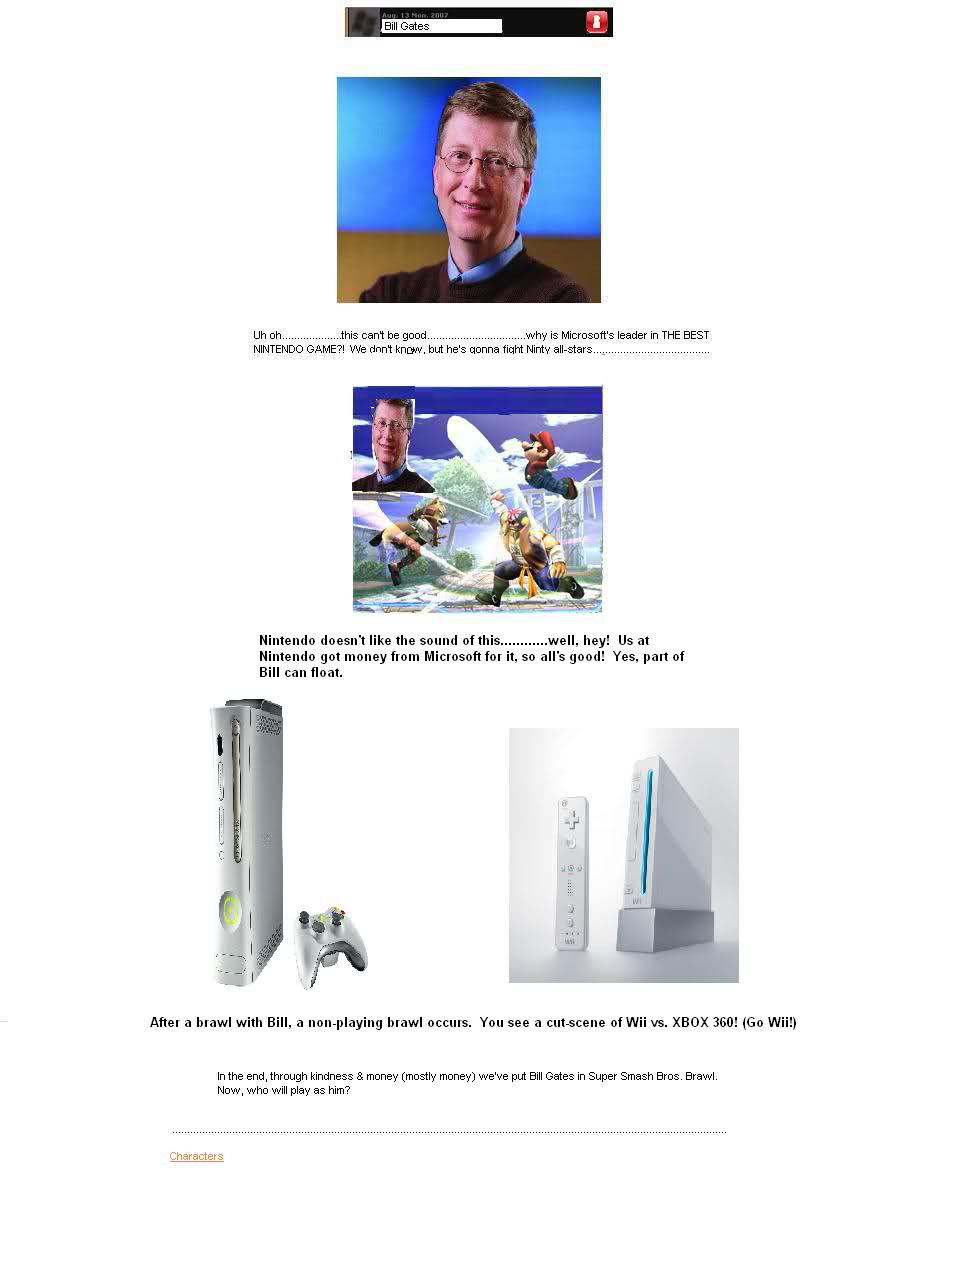 Aug. 13 Mon. 2007
Bill Gates
Uh oh....................this can't be good.................................why is Microsoft's leader in THE BEST
NINTENDO GAME?!  We don't know, but he's gonna fight Ninty all-stars.......................................
Nintendo doesn't like the sound of this............well, hey!  Us at
Nintendo got money from Microsoft for it, so all's good!  Yes, part of
Bill can float.
Wii
Wii
After a brawl with Bill, a non-playing brawl occurs.  You see a cut-scene of Wii vs. XBOX 360! (Go Wii!)
In the end, through kindness & money (mostly money) we've put Bill Gates in Super Smash Bros. Brawl.
Now, who will play as him?
Characters